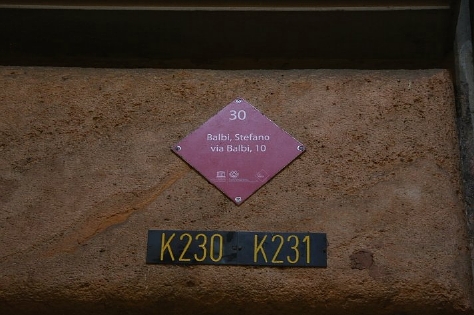 30
Balbi, Stefano
via Balbi, 10
K230 K231